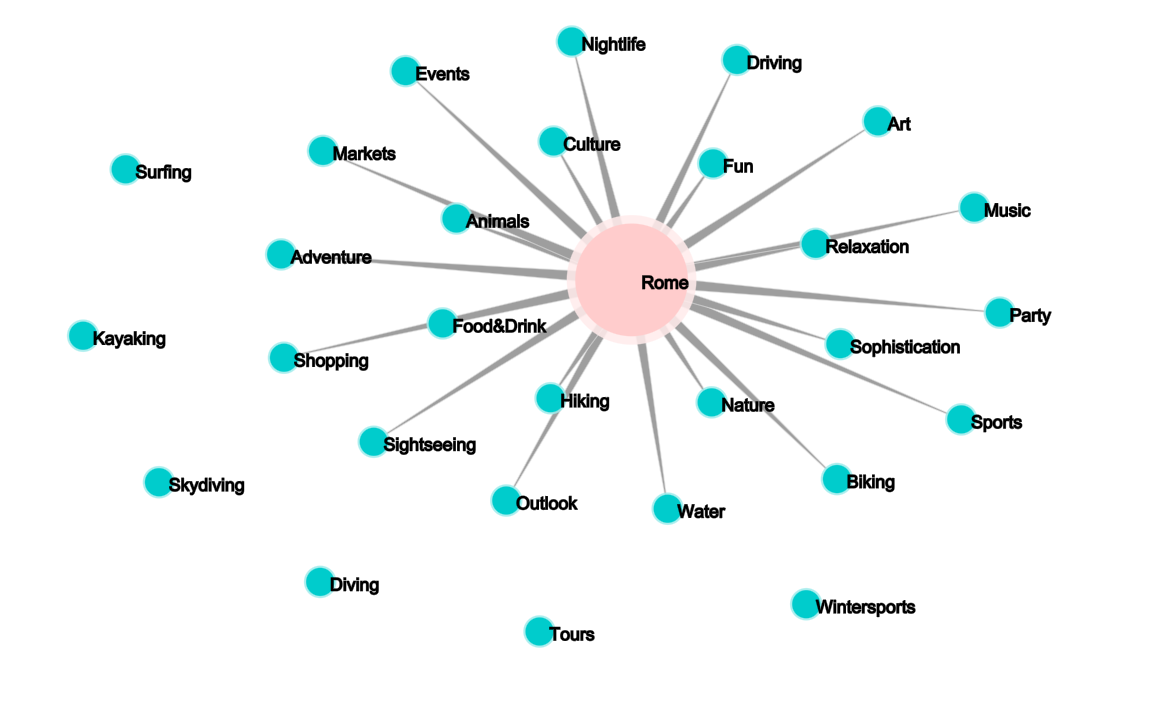 Nightlife
Driving
Events
Art
Culture
Markets
Fun
Surfing
Music
Animals
Relaxation
Adventure
Rome
Party
Food&Drink
Kayaking
Sophistication
Shopping
Hiking
Nature
Sports
Sightseeing
Biking
Skydiving
Outlook
Water
Diving
Wintersports
Tours